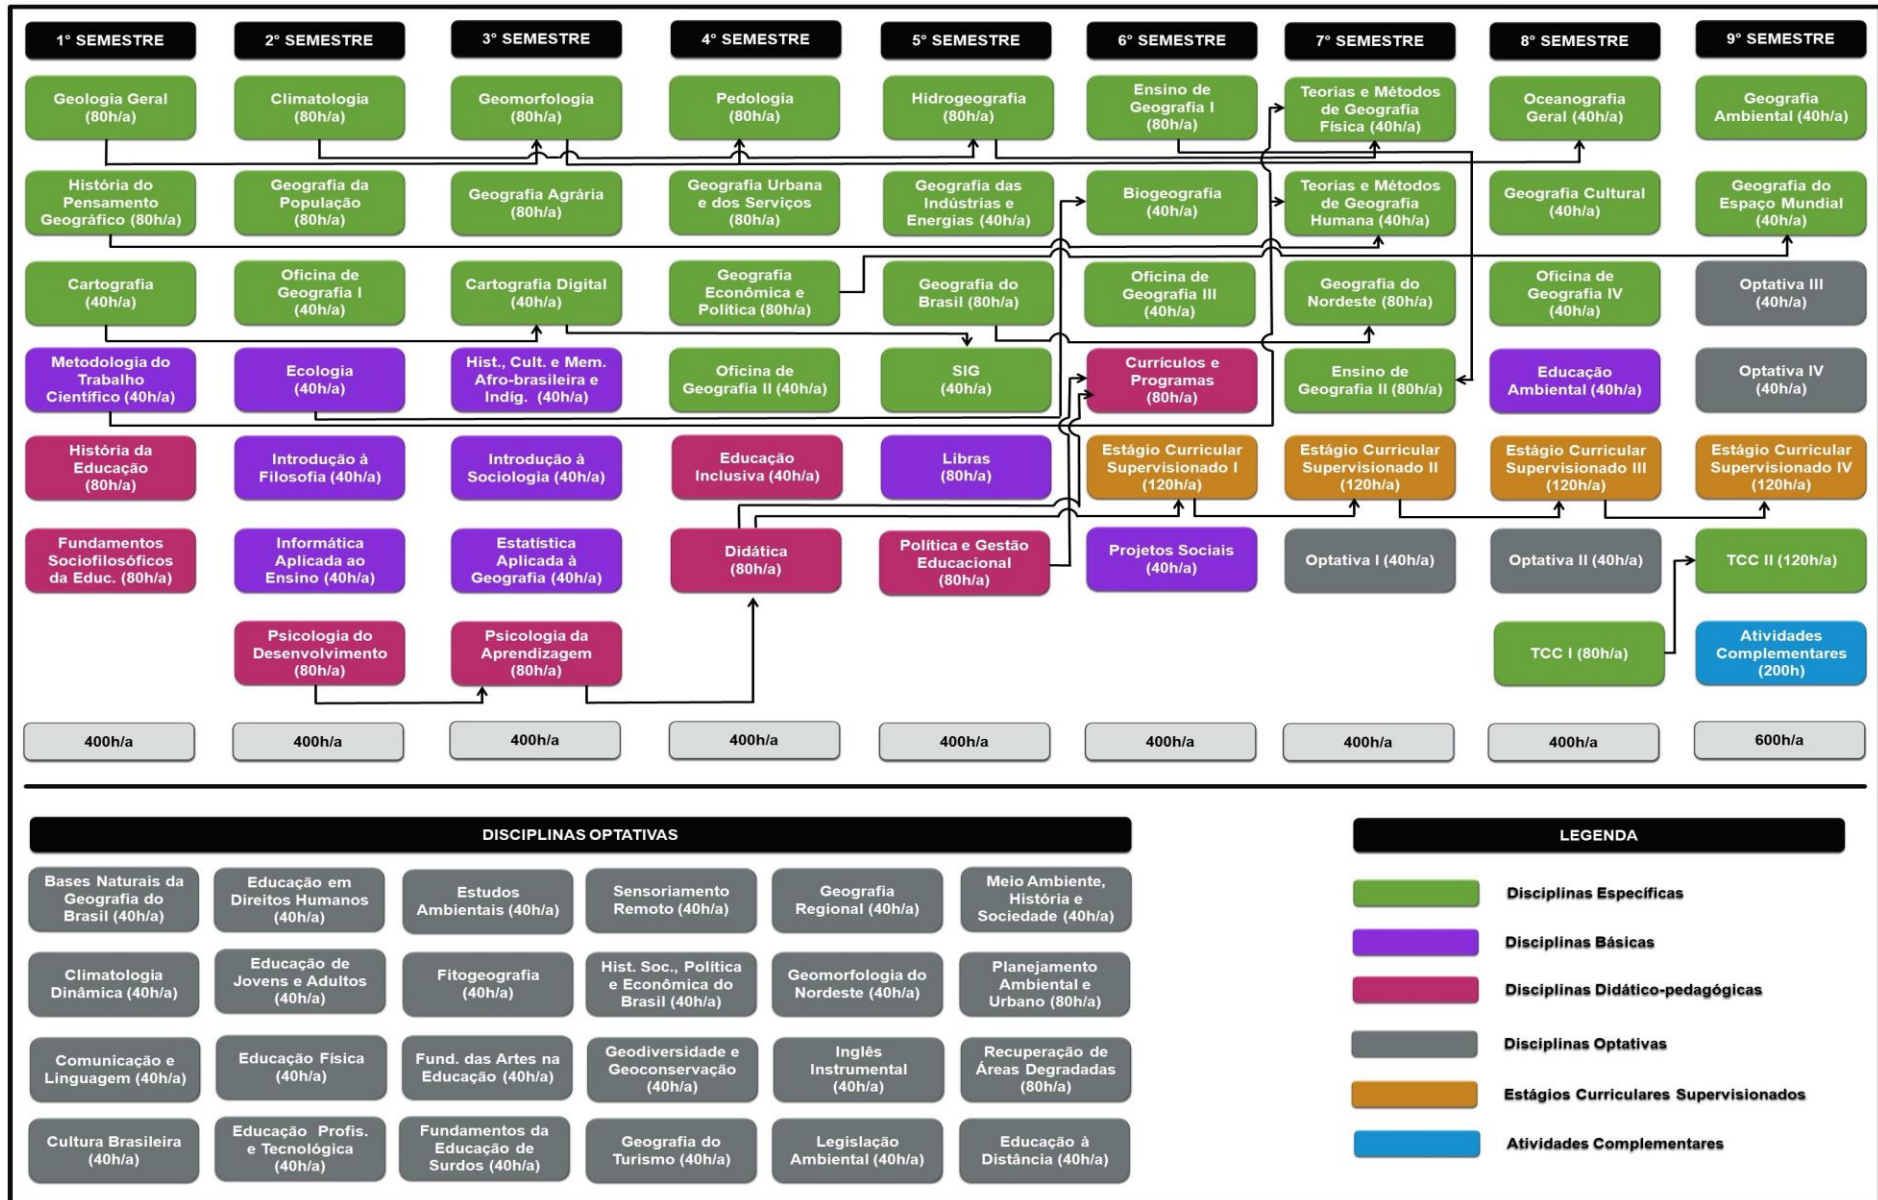 1° SEMESTRE
2° SEMESTRE
3° SEMESTRE
4° SEMESTRE
5° SEMESTRE
6° SEMESTRE
7° SEMESTRE
8° SEMESTRE
9° SEMESTRE
Geologia Geral
(80h/a)
Climatologia
(80h/a)
Geomorfologia
(80h/a)
Pedologia
(80h/a)
Hidrogeografia
(80h/a)
Ensino de
Geografia I
(80h/a)
Teorias e Métodos
de Geografia
Física (40h/a)
Oceanografia
Geral (40h/a)
Geografia
Ambiental (40h/a)
História do
Pensamento
Geográfico (80h/a)
Geografia da
População
(80h/a)
Geografia Agrária
(80h/a)
Geografia Urbana
e dos Serviços
(80h/a)
Geografia das
Indústrias e
Energias (40h/a)
Biogeografia
(40h/a)
Teorias e Métodos
de Geografia
Humana (40h/a)
Geografia Cultural
(40h/a)
Geografia do
Espaço Mundial
(40h/a)
Cartografia
(40h/a)
Oficina de
Geografia I
(40h/a)
Cartografia Digital
(40h/a)
Geografia
Econômica e
Política (80h/a)
Geografia do
Brasil (80h/a)
Oficina de
Geografia III
(40h/a)
Geografia do
Nordeste (80h/a)
Oficina de
Geografia IV
(40h/a)
Optativa III
(40h/a)
Metodologia do
Trabalho
Científico (40h/a)
Ecologia
(40h/a)
Hist., Cult. e Mem.
Afro-brasileira e
Indíg. (40h/a)
Oficina de
Geografia II (40h/a)
SIG
(40h/a)
Currículos e
Programas
(80h/a)
Ensino de
Geografia II (80h/a)
Educação
Ambiental (40h/a)
Optativa IV
(40h/a)
História da
Educação
(80h/a)
Introdução à
Filosofia (40h/a)
Introdução à
Sociologia (40h/a)
Educação
Inclusiva (40h/a)
Libras
(80h/a)
Estágio Curricular
Supervisionado I
(120h/a)
Estágio Curricular
Supervisionado II
(120h/a)
Estágio Curricular
Supervisionado III
(120h/a)
Estágio Curricular
Supervisionado IV
(120h/a)
Fundamentos
Sociofilosóficos
da Educ. (80h/a)
Informática
Aplicada ao
Ensino (40h/a)
Estatística
Aplicada à
Geografia (40h/a)
Didática
(80h/a)
Política e Gestão
Educacional
(80h/a)
Projetos Sociais
(40h/a)
Optativa I (40h/a)
Optativa II (40h/a)
TCC II (120h/a)
Psicologia do
Desenvolvimento
(80h/a)
Psicologia da
Aprendizagem
(80h/a)
TCC I (80h/a)
Atividades
Complementares
(200h)
400h/a
400h/a
400h/a
400h/a
400h/a
400h/a
400h/a
400h/a
600h/a
DISCIPLINAS OPTATIVAS
Bases Naturais da
Geografia do
Brasil (40h/a)
Educação em
Direitos Humanos
(40h/a)
Estudos
Ambientais (40h/a)
Sensoriamento
Remoto (40h/a)
Geografia
Regional (40h/a)
Meio Ambiente,
História e
Sociedade (40h/a)
Climatologia
Dinâmica (40h/a)
Educação de
Jovens e Adultos
(40h/a)
Fitogeografia
(40h/a)
Hist. Soc., Política
e Econômica do
Brasil (40h/a)
Geomorfologia do
Nordeste (40h/a)
Planejamento
Ambiental e
Urbano (80h/a)
Comunicação e
Linguagem (40h/a)
Educação Física
(40h/a)
Fund. das Artes na
Educação (40h/a)
Geodiversidade e
Geoconservação
(40h/a)
Inglês
Instrumental
(40h/a)
Recuperação de
Áreas Degradadas
(80h/a)
Cultura Brasileira
(40h/a)
Educação Profis.
e Tecnológica
(40h/a)
Fundamentos da
Educação de
Surdos (40h/a)
Geografia do
Turismo (40h/a)
Legislação
Ambiental (40h/a)
Educação à
Distância (40h/a)
LEGENDA
Disciplinas Específicas
Disciplinas Básicas
Disciplinas Didático-pedagógicas
Disciplinas Optativas
Estágios Curriculares Supervisionados
Atividades Complementares